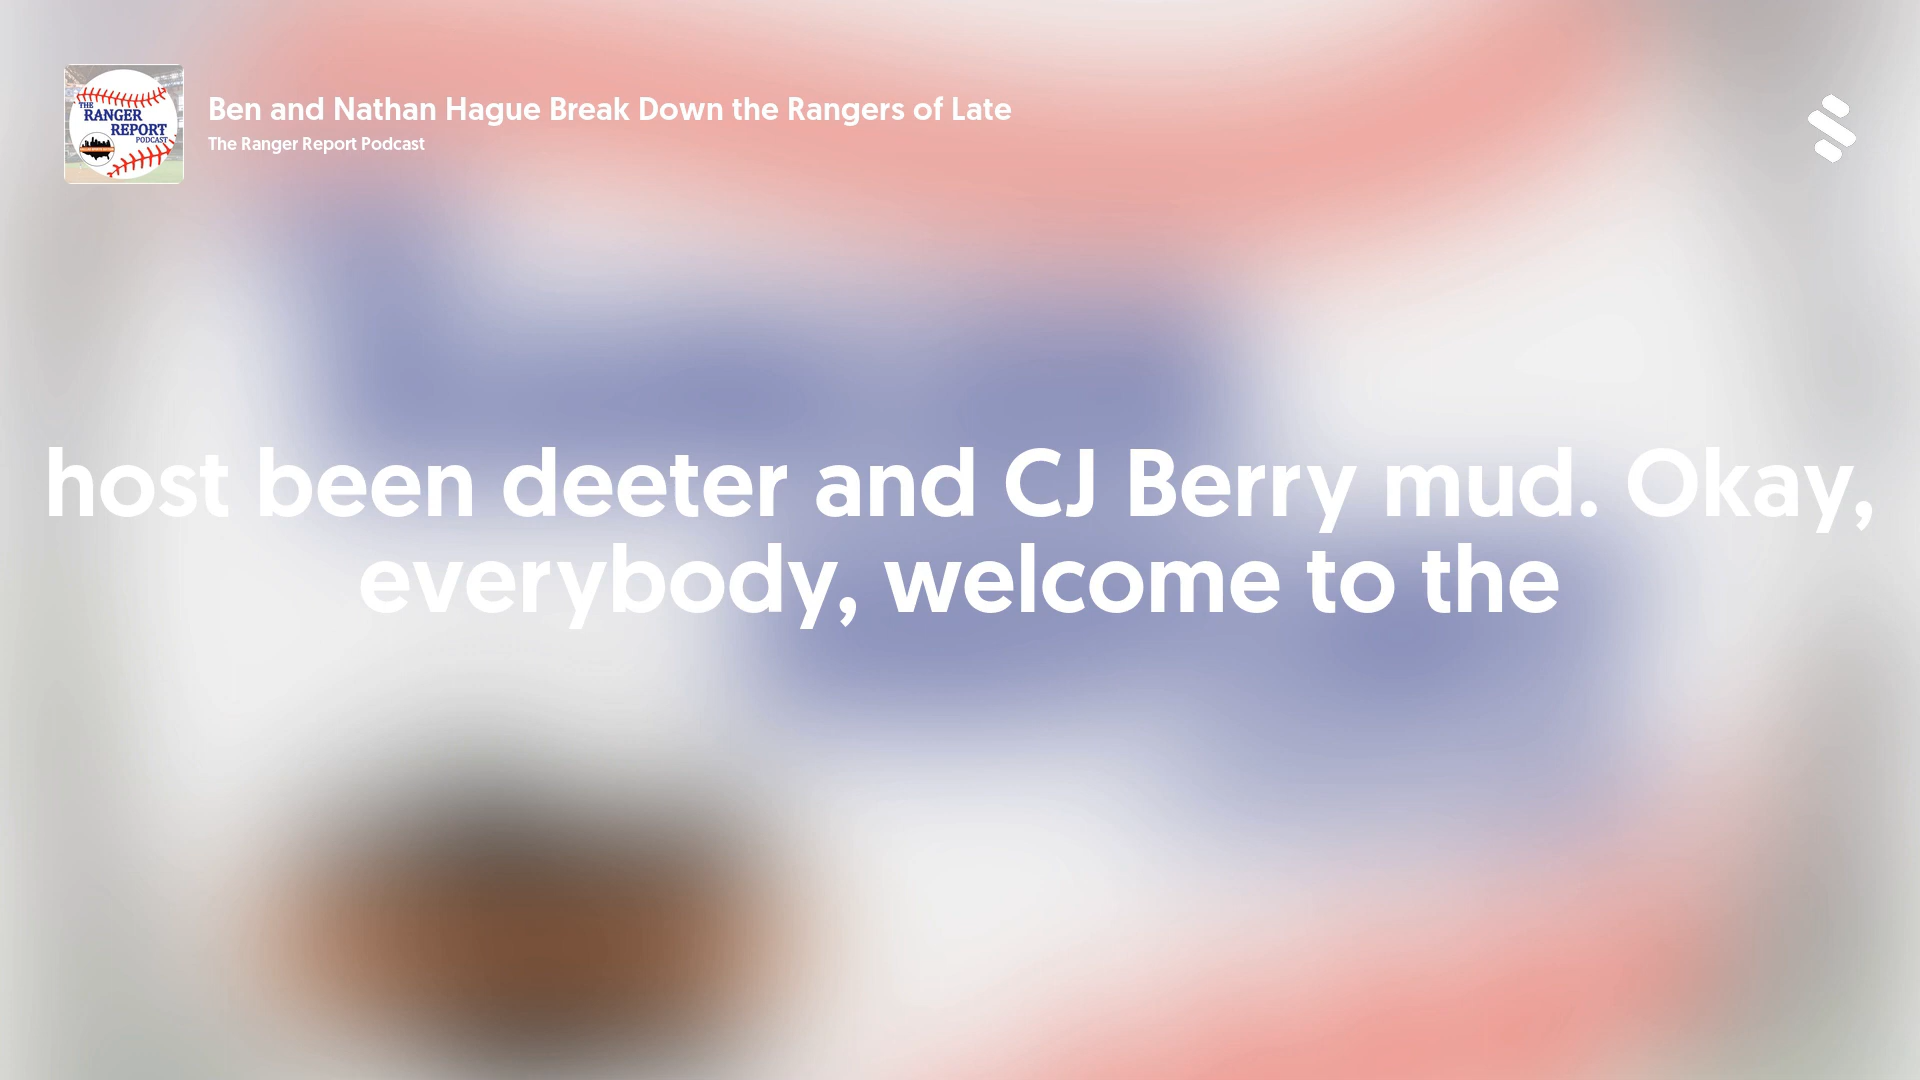 Ben and Nathan Hague Break Down the Rangers of Late
The Ranger Report Podcast
THE
RANGER
REPORT
PODCAST
host been deeter and CJ Berry mud. Okay,
everybody, welcome to the